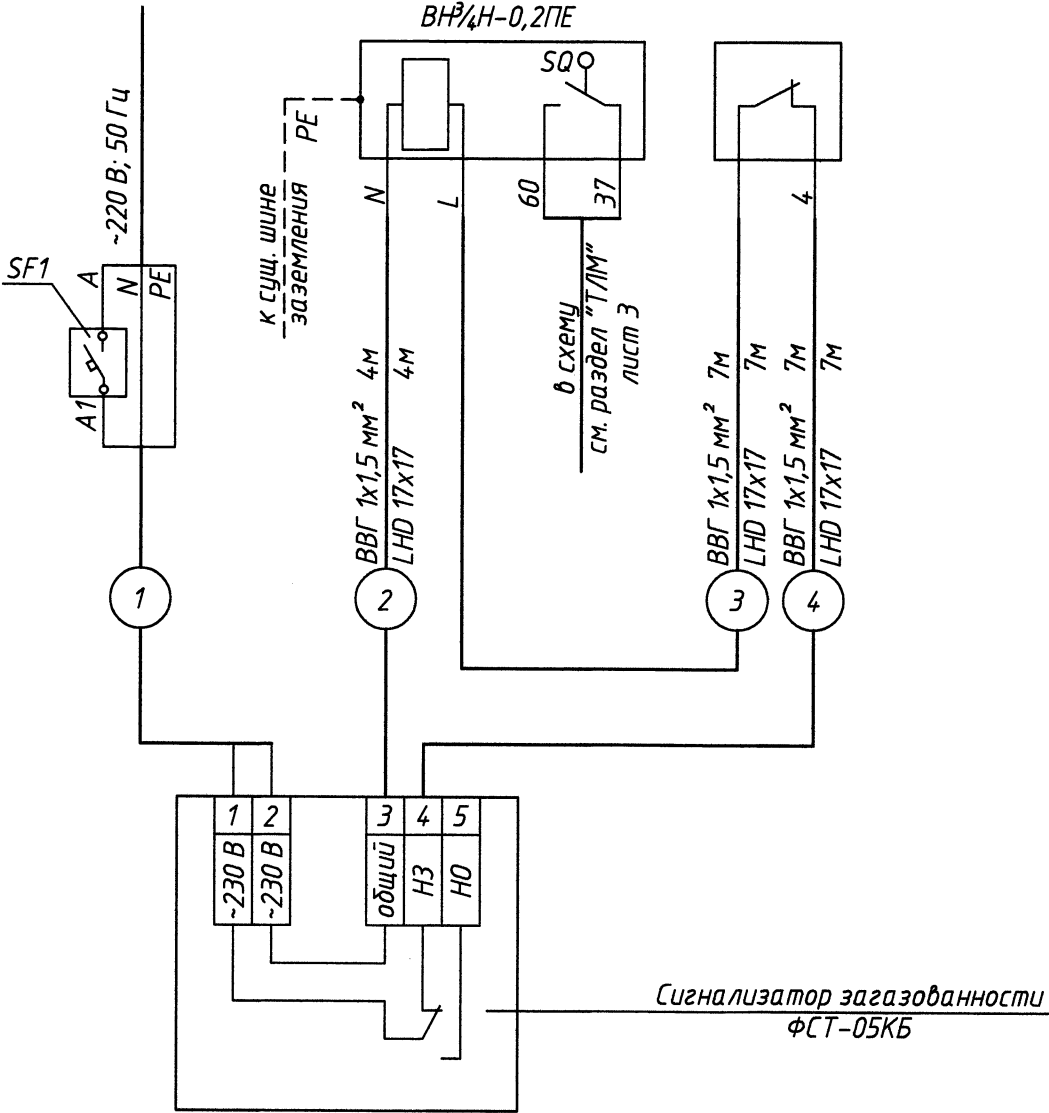 ВН¾Н-0,2ПЕ
SQ
~220 В; 50 Гц
PE
к сущ. шине
заземления
N
L
60
37
4
SF1
A
N
PE
A1
в схему
см. раздел "ТЛМ"
лист 3
ВВГ 1х1,5 мм² 4м
LHD 17х17 4м
ВВГ 1х1,5 мм² 7м
LHD 17х17 7м
ВВГ 1х1,5 мм² 7м
LHD 17х17 7м
1
2
3
4
1
2
3
4
5
~230 В
~230 В
общий
НЗ
НО
Сигнализатор загазованности
ФСТ-05КБ